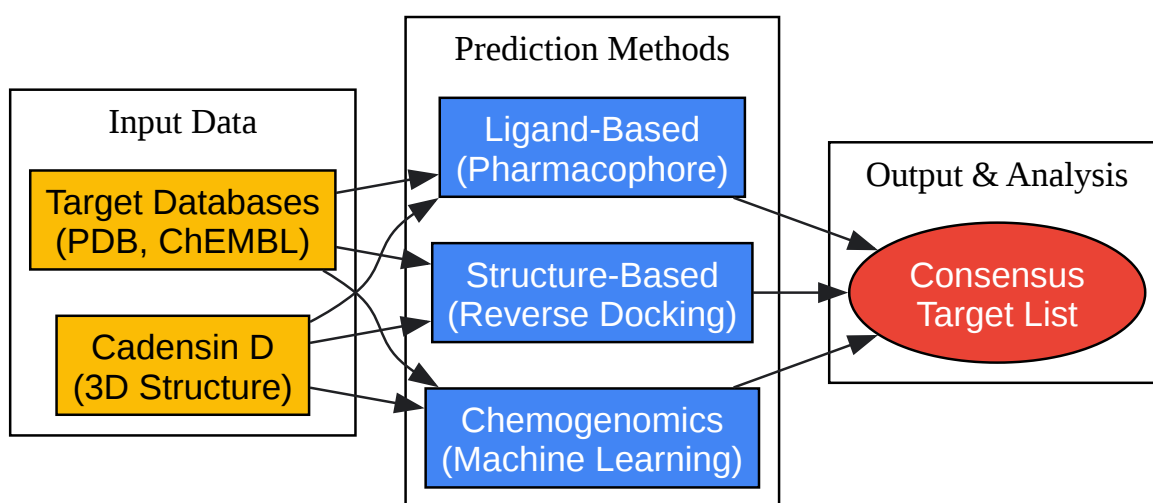 Input Data
Target Databases
(PDB, ChEMBL)
Cadensin D
(3D Structure)
Prediction Methods
Ligand-Based
(Pharmacophore)
Structure-Based
(Reverse Docking)
Chemogenomics
(Machine Learning)
Output & Analysis
Consensus
Target List